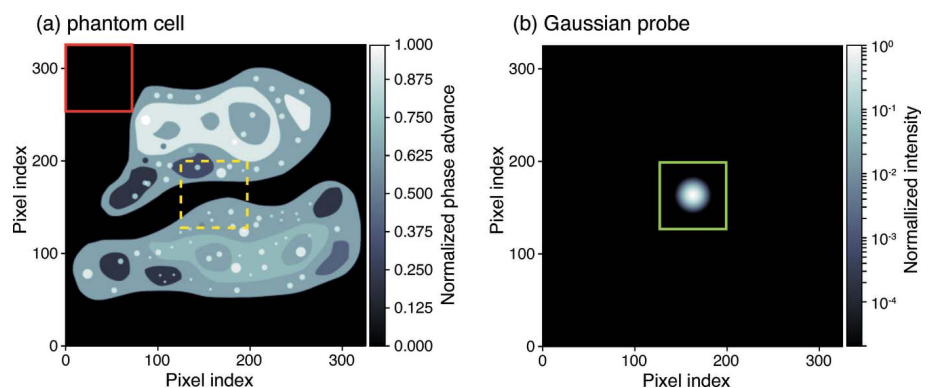 (a) phantom cell
300
200
100
0
0 100 200 300
Pixel index
Pixel index
1.000
0.875
0.750
0.625
0.500
0.375
0.250
0.125
0.000
Normalized phase advance
(b) Gaussian probe
300
200
100
0
0 100 200 300
Pixel index
Pixel index
10⁰
10⁻¹
10⁻²
10⁻³
10⁻⁴
Normallized intensity